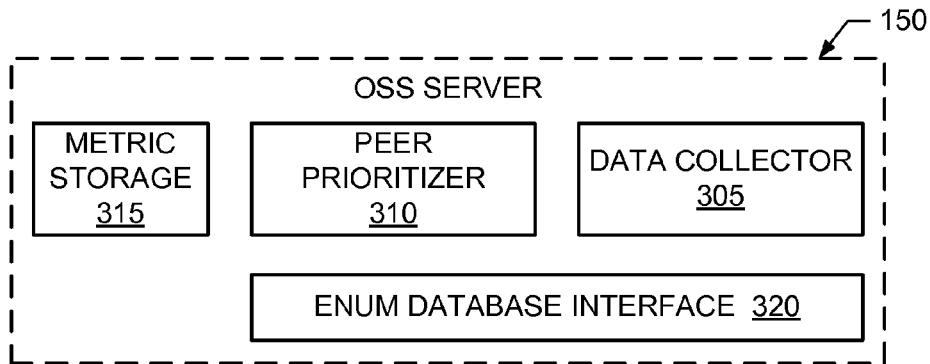 150
OSS SERVER
METRIC
STORAGE
315
PEER
PRIORITIZER
310
DATA COLLECTOR
305
ENUM DATABASE INTERFACE 320